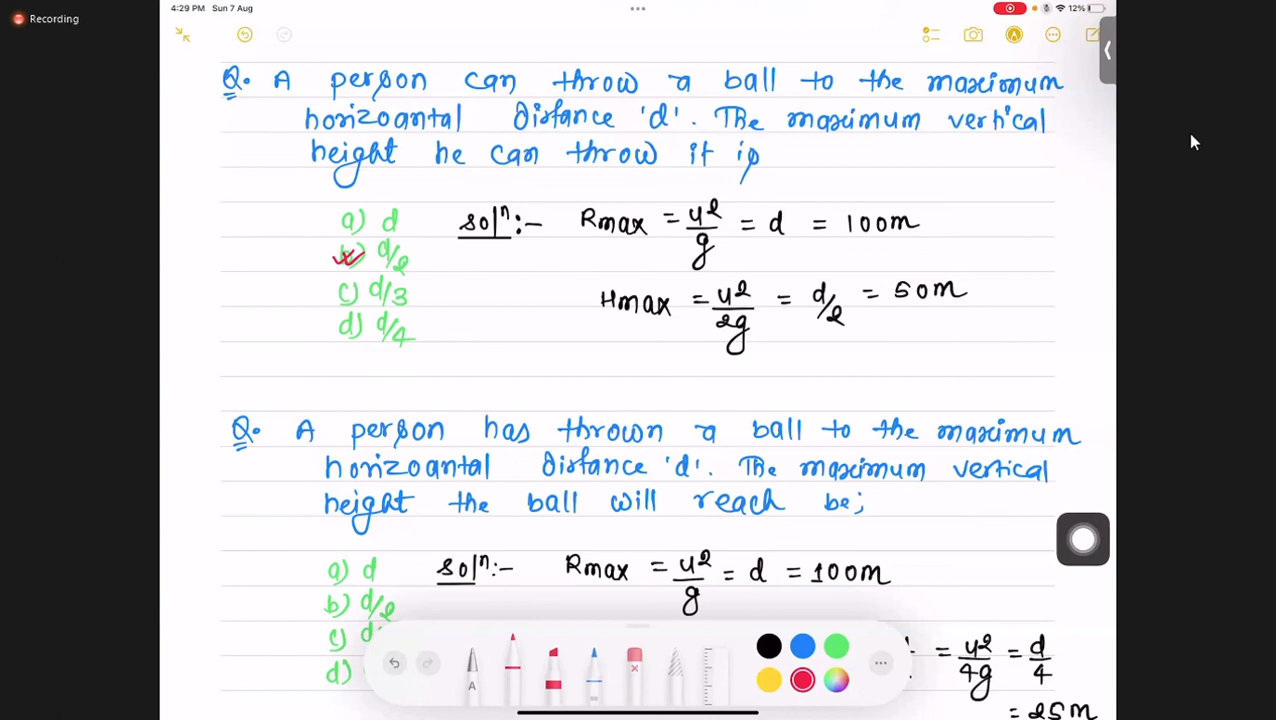 Recording
4:29 PM Sun 7 Aug
12%
Q. A person can throw a ball to the maximum
horizoantal distance 'd'. The maximum vertical
height he can throw it is
a) d
b) d/2
c) d/3
d) d/4
Solⁿ:- Rmax = u²/g = d = 100m
Hmax = u²/2g = d/2 = 50m
Q. A person has thrown a ball to the maximum
horizoantal distance 'd'. The maximum vertical
height the ball will reach be;
a) d
b) d/2
c) d
d)
Solⁿ:- Rmax = u²/g = d = 100m
= u²/4g = d/4
= 25m
A
50